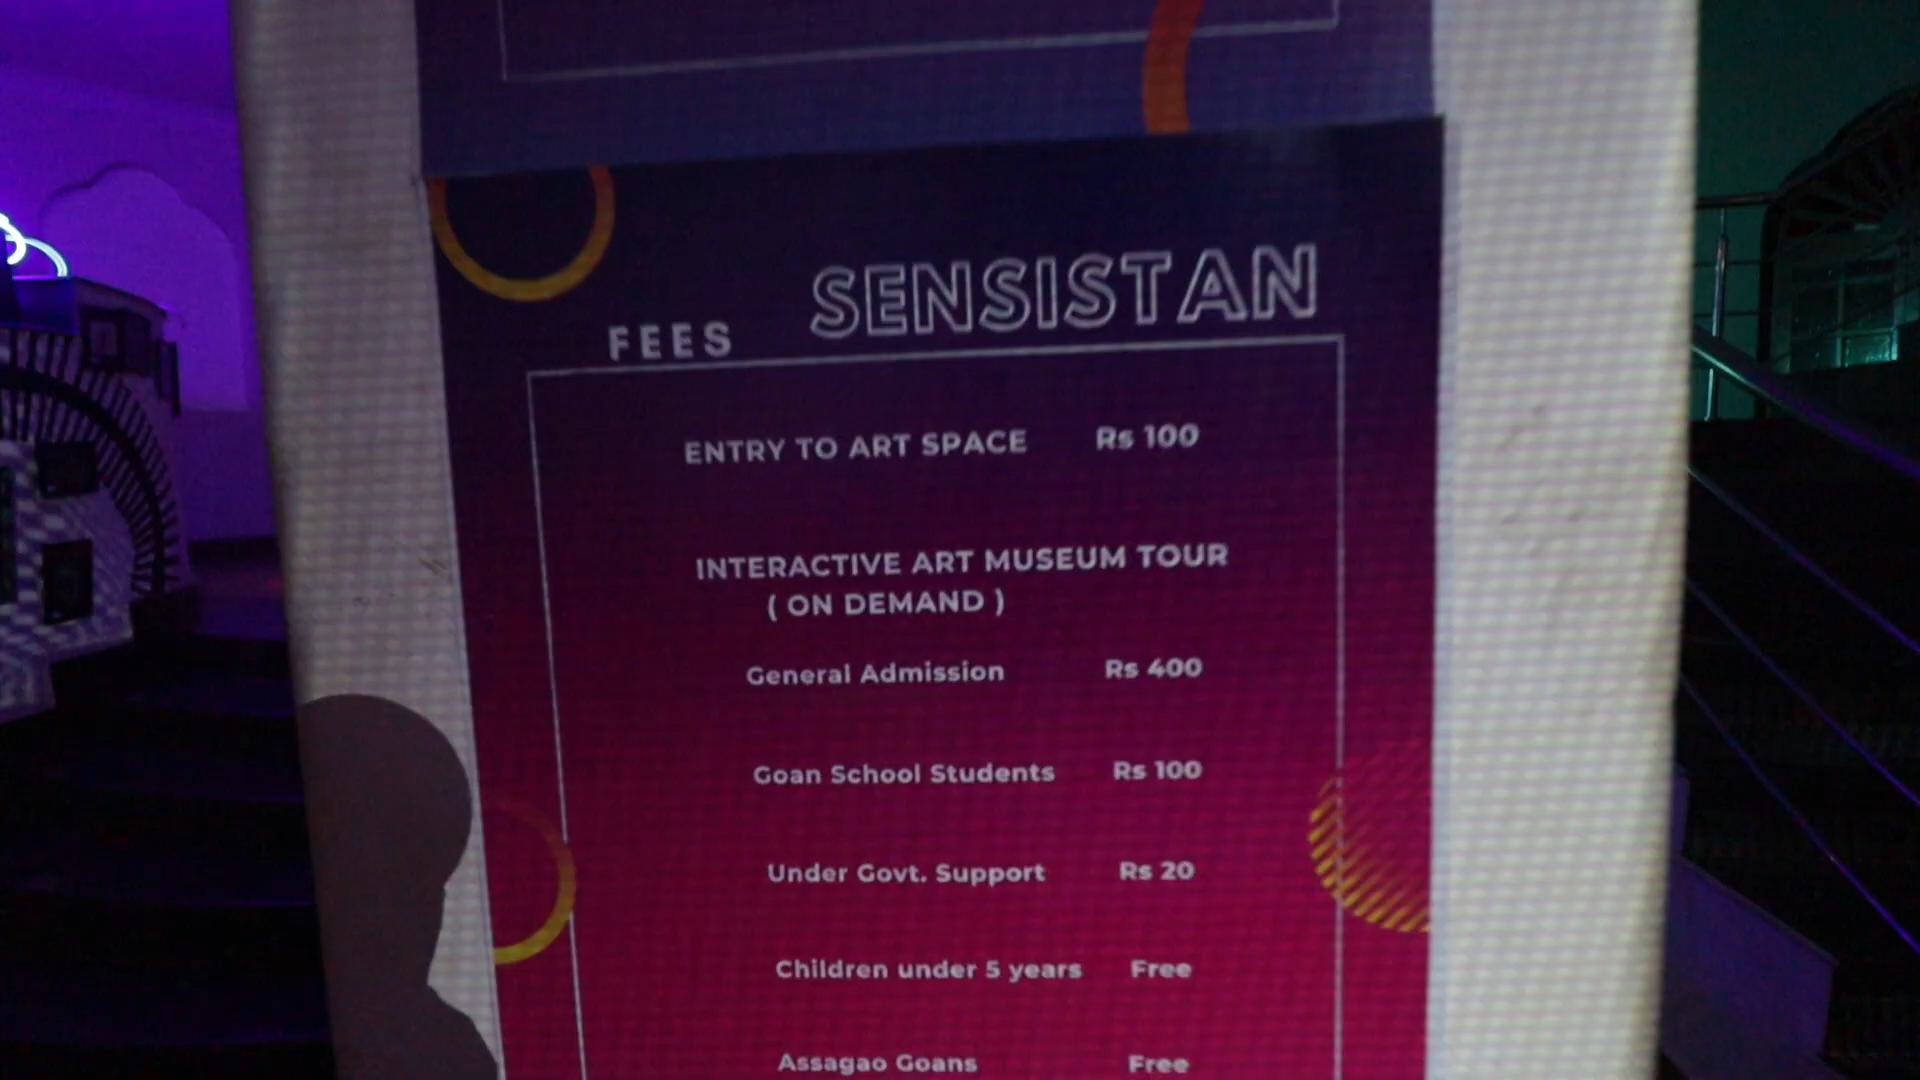 SENSISTAN
FEES
ENTRY TO ART SPACE Rs 100
INTERACTIVE ART MUSEUM TOUR
( ON DEMAND )
General Admission Rs 400
Goan School Students Rs 100
Under Govt. Support Rs 20
Children under 5 years Free
Assagao Goans Free